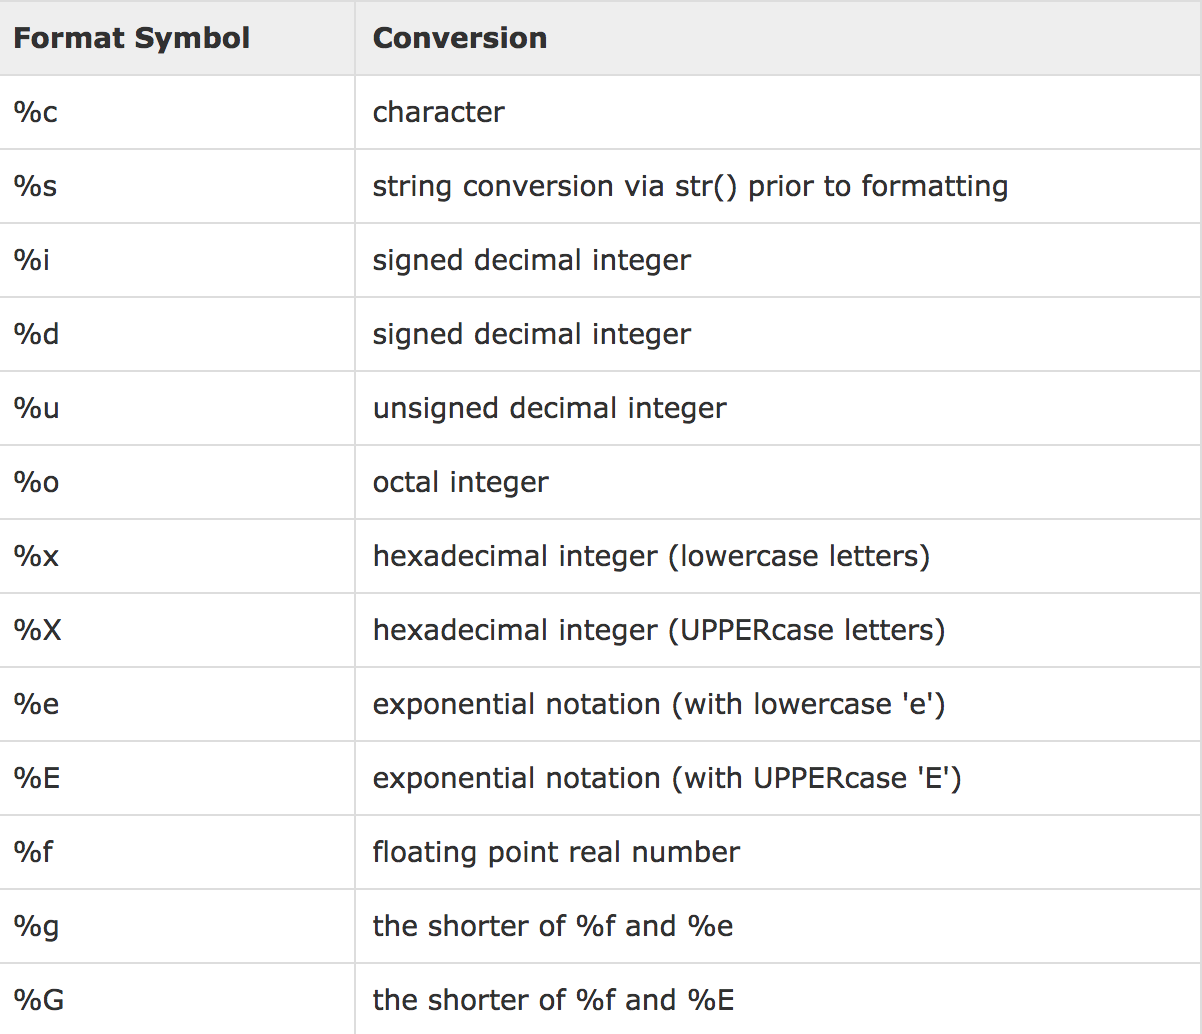 Format Symbol Conversion
%c character
%s string conversion via str() prior to formatting
%i signed decimal integer
%d signed decimal integer
%u unsigned decimal integer
%o octal integer
%x hexadecimal integer (lowercase letters)
%X hexadecimal integer (UPPERcase letters)
%e exponential notation (with lowercase 'e')
%E exponential notation (with UPPERcase 'E')
%f floating point real number
%g the shorter of %f and %e
%G the shorter of %f and %E